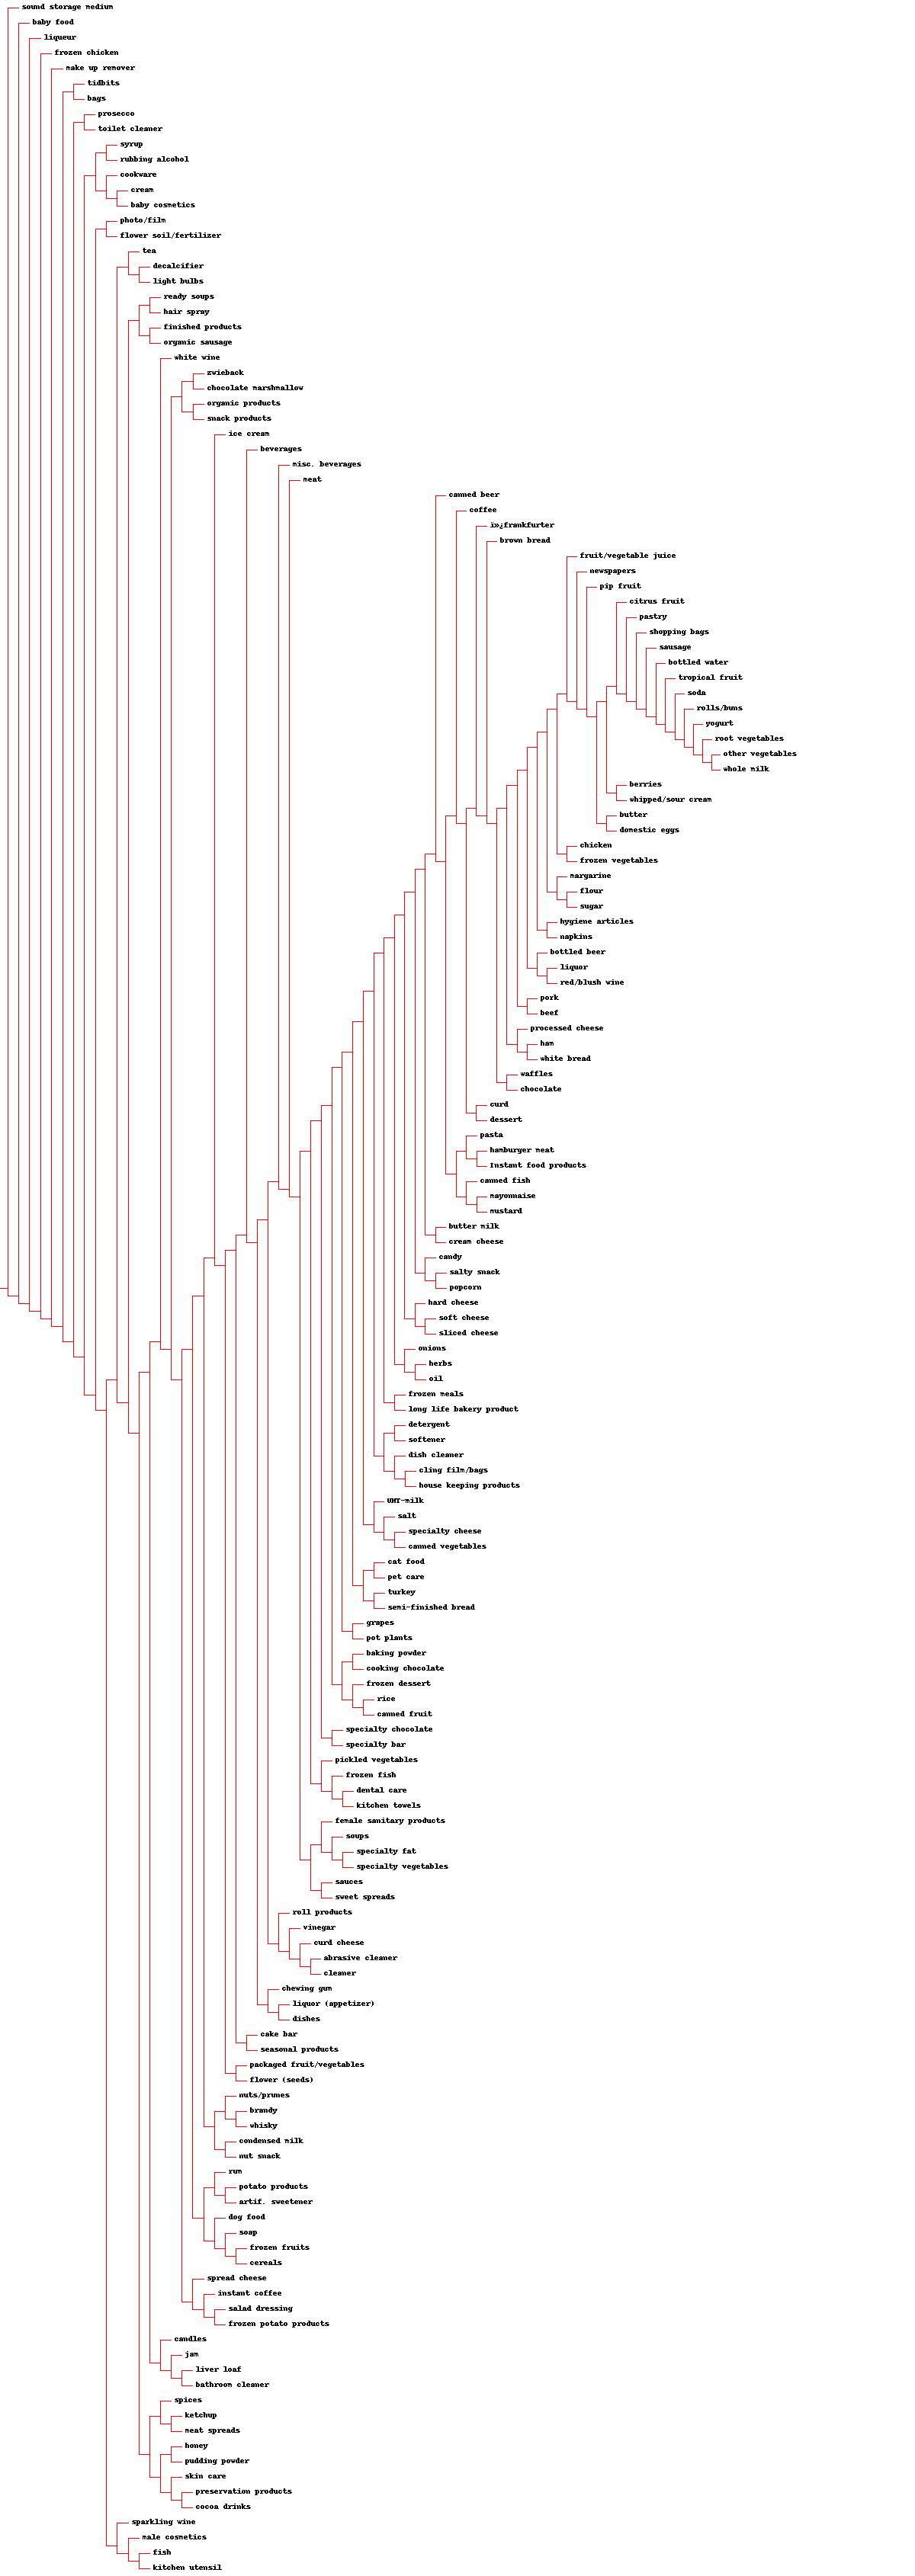 sound storage medium
baby food
liqueur
frozen chicken
make up remover
tidbits
bags
prosecco
toilet cleaner
syrup
rubbing alcohol
cookware
cream
baby cosmetics
photo/film
flower soil/fertilizer
tea
decalcifier
light bulbs
ready soups
hair spray
finished products
organic sausage
white wine
zwieback
chocolate marshmallow
organic products
snack products
ice cream
beverages
misc. beverages
meat
canned beer
coffee
ï»¿frankfurter
brown bread
fruit/vegetable juice
newspapers
pip fruit
citrus fruit
pastry
shopping bags
sausage
bottled water
tropical fruit
soda
rolls/buns
yogurt
root vegetables
other vegetables
whole milk
berries
whipped/sour cream
butter
domestic eggs
chicken
frozen vegetables
margarine
flour
sugar
hygiene articles
napkins
bottled beer
liquor
red/blush wine
pork
beef
processed cheese
ham
white bread
waffles
chocolate
curd
dessert
pasta
hamburger meat
Instant food products
canned fish
mayonnaise
mustard
butter milk
cream cheese
candy
salty snack
popcorn
hard cheese
soft cheese
sliced cheese
onions
herbs
oil
frozen meals
long life bakery product
detergent
softener
dish cleaner
cling film/bags
house keeping products
UHT-milk
salt
specialty cheese
canned vegetables
cat food
pet care
turkey
semi-finished bread
grapes
pot plants
baking powder
cooking chocolate
frozen dessert
rice
canned fruit
specialty chocolate
specialty bar
pickled vegetables
frozen fish
dental care
kitchen towels
female sanitary products
soups
specialty fat
specialty vegetables
sauces
sweet spreads
roll products
vinegar
curd cheese
abrasive cleaner
cleaner
chewing gum
liquor (appetizer)
dishes
cake bar
seasonal products
packaged fruit/vegetables
flower (seeds)
nuts/prunes
brandy
whisky
condensed milk
nut snack
rum
potato products
artif. sweetener
dog food
soap
frozen fruits
cereals
spread cheese
instant coffee
salad dressing
frozen potato products
candles
jam
liver loaf
bathroom cleaner
spices
ketchup
meat spreads
honey
pudding powder
skin care
preservation products
cocoa drinks
sparkling wine
male cosmetics
fish
kitchen utensil